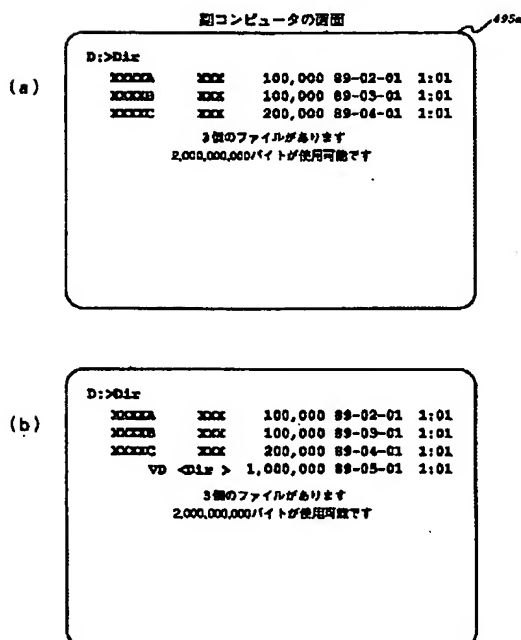 副コンピュータの画面
495a
(a)
D:>Dir
XXXXA XXX 100,000 89-02-01 1:01
XXXXB XXX 100,000 89-03-01 1:01
XXXXC XXX 200,000 89-04-01 1:01
3個のファイルがあります
2,000,000,000バイトが使用可能です
(b)
D:>Dir
XXXXA XXX 100,000 89-02-01 1:01
XXXXB XXX 100,000 89-03-01 1:01
XXXXC XXX 200,000 89-04-01 1:01
VD <Dir > 1,000,000 89-05-01 1:01
3個のファイルがあります
2,000,000,000バイトが使用可能です